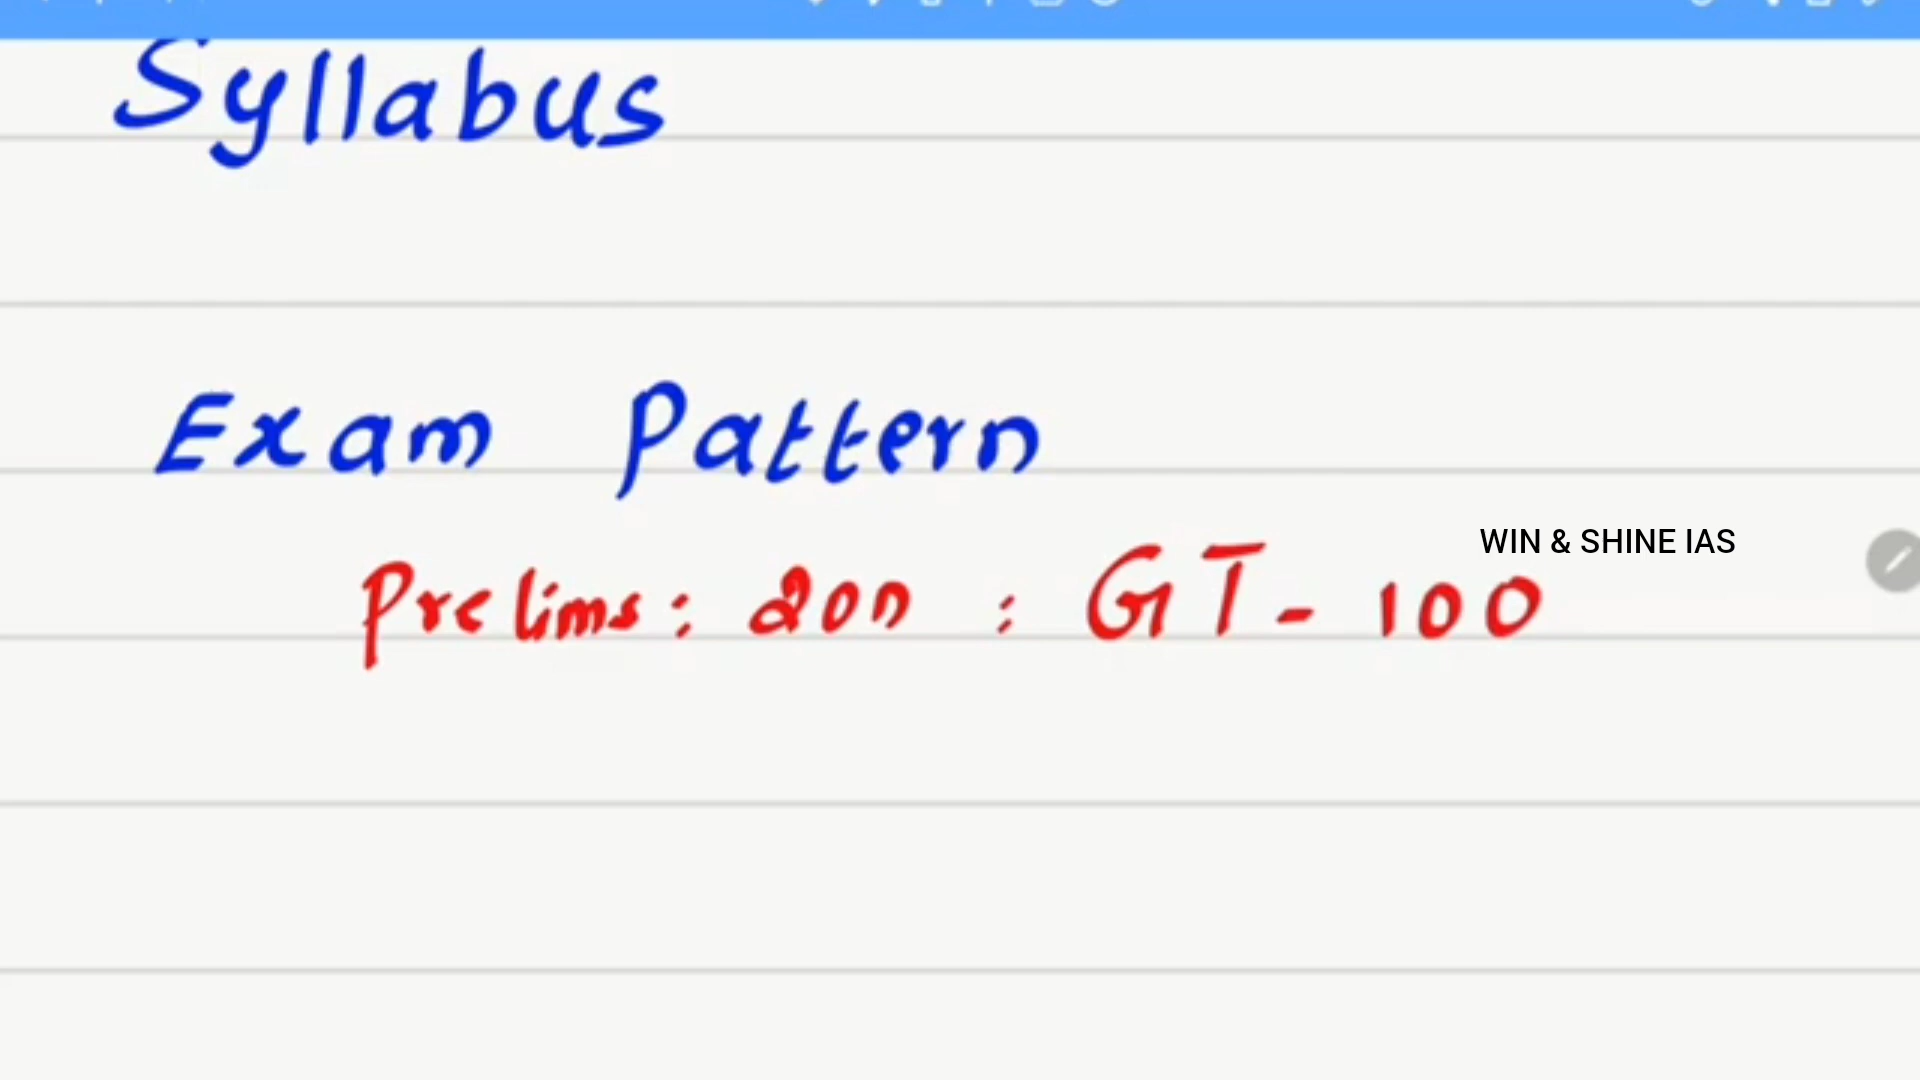 Syllabus
Exam Pattern
WIN & SHINE IAS
Prelims : 200 : GT - 100